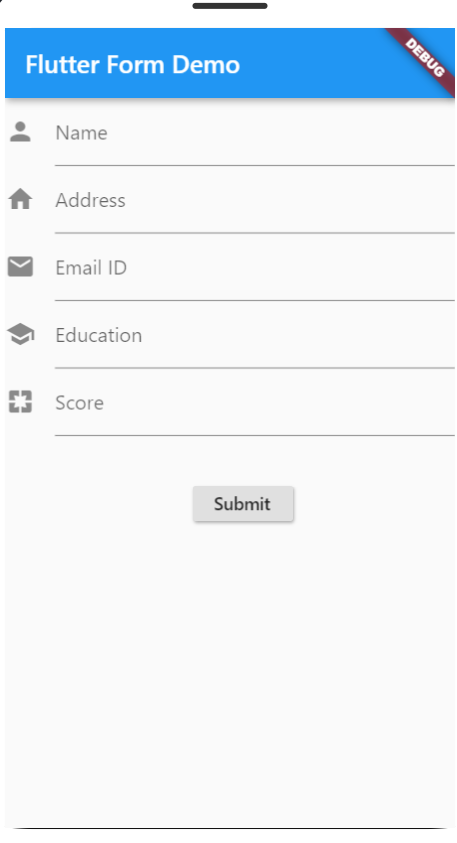 Flutter Form Demo
DEBUG
Name
Address
Email ID
Education
Score
Submit